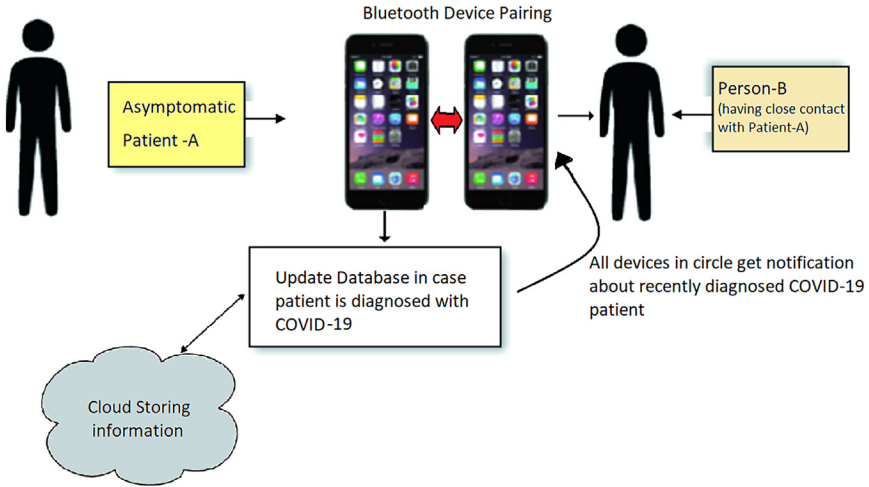 Bluetooth Device Pairing
Asymptomatic
Patient -A
Person-B
(having close contact
with Patient-A)
Update Database in case
patient is diagnosed with
COVID-19
All devices in circle get notification
about recently diagnosed COVID-19
patient
Cloud Storing
information